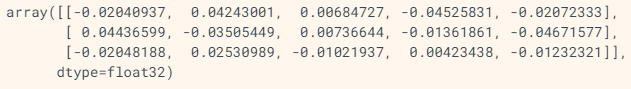 array([[-0.02040937, 0.04243001, 0.00684727, -0.04525831, -0.02072333],
[ 0.04436599, -0.03505449, 0.00736644, -0.01361861, -0.04671577],
[-0.02048188, 0.02530989, -0.01021937, 0.00423438, -0.01232321]],
dtype=float32)